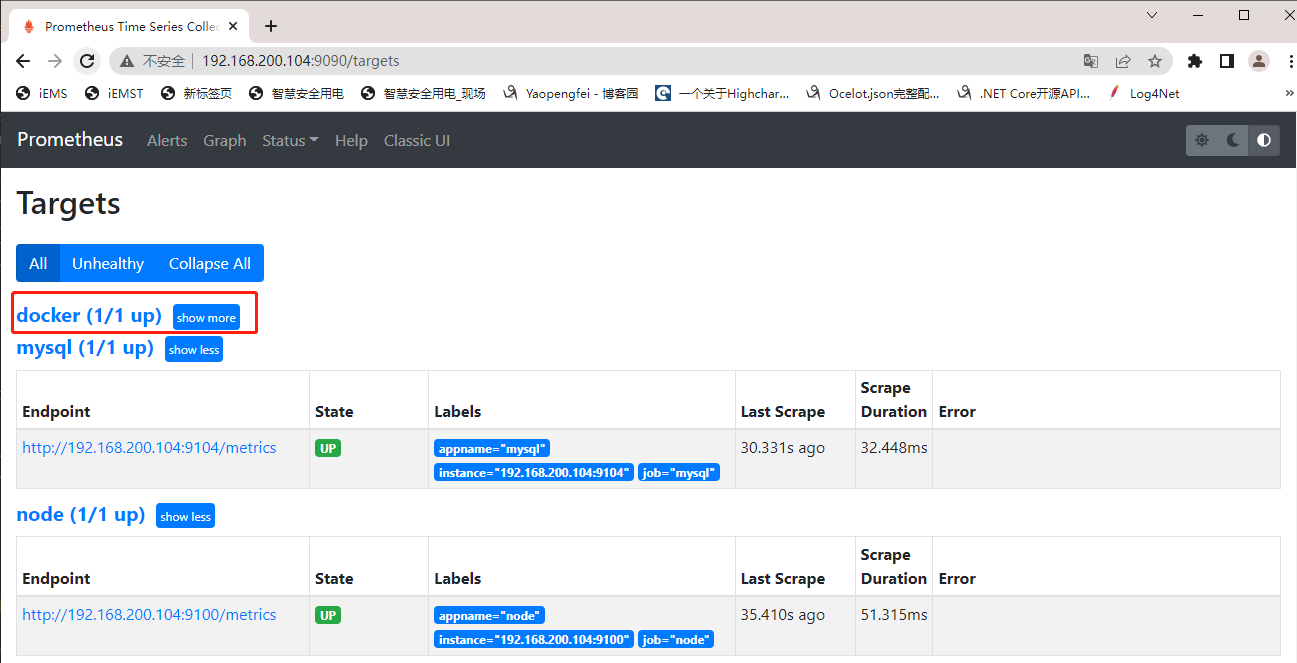 Prometheus Time Series Collec
不安全 192.168.200.104:9090/targets
iEMS iEMST 新标签页 智慧安全用电 智慧安全用电_现场 Yaopengfei - 博客园 一个关于Highchar... Ocelot.json完整配... .NET Core开源API... Log4Net »
Prometheus Alerts Graph Status Help Classic UI
Targets
All Unhealthy Collapse All
docker (1/1 up) show more
mysql (1/1 up) show less
Endpoint State Labels Last Scrape Scrape Duration Error
http://192.168.200.104:9104/metrics UP appname="mysql" 30.331s ago 32.448ms
instance="192.168.200.104:9104" job="mysql"
node (1/1 up) show less
Endpoint State Labels Last Scrape Scrape Duration Error
http://192.168.200.104:9100/metrics UP appname="node" 35.410s ago 51.315ms
instance="192.168.200.104:9100" job="node"